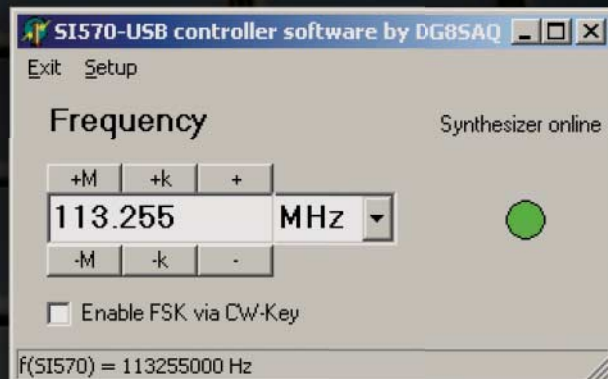 SI570-USB controller software by DG8SAQ
Exit Setup
Frequency
Synthesizer online
+M +k +
113.255 MHz
-M -k -
Enable FSK via CW-Key
f(SI570) = 113255000 Hz